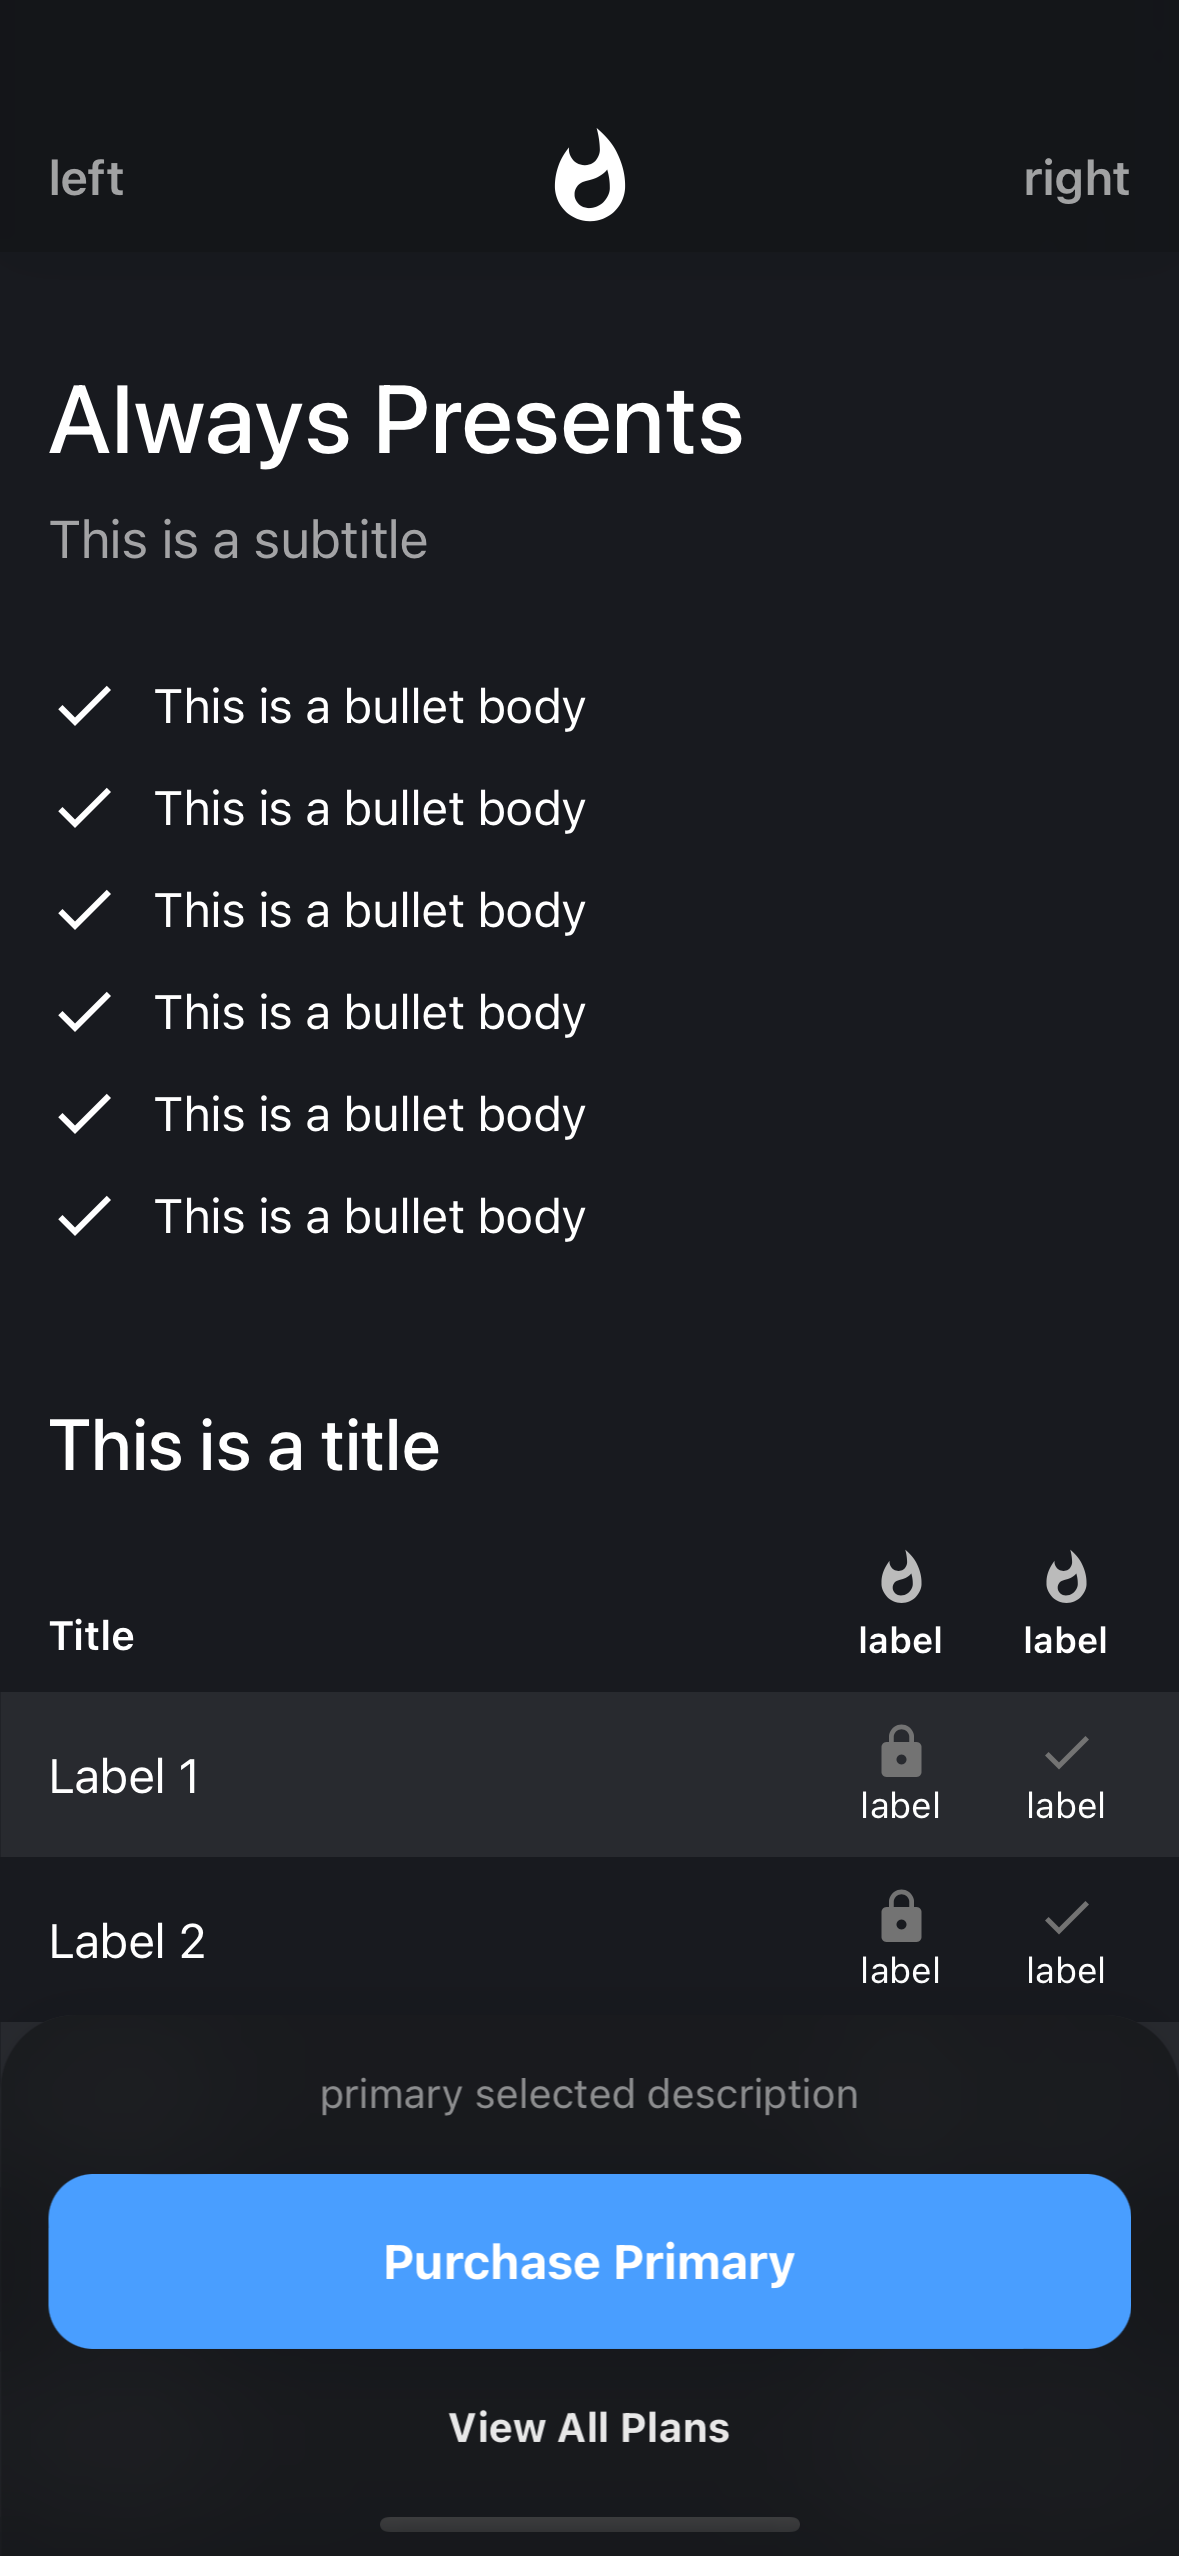 left
right
Always Presents
This is a subtitle
This is a bullet body
This is a bullet body
This is a bullet body
This is a bullet body
This is a bullet body
This is a bullet body
This is a title
Title label label
Label 1 label label
Label 2 label label
primary selected description
Purchase Primary
View All Plans